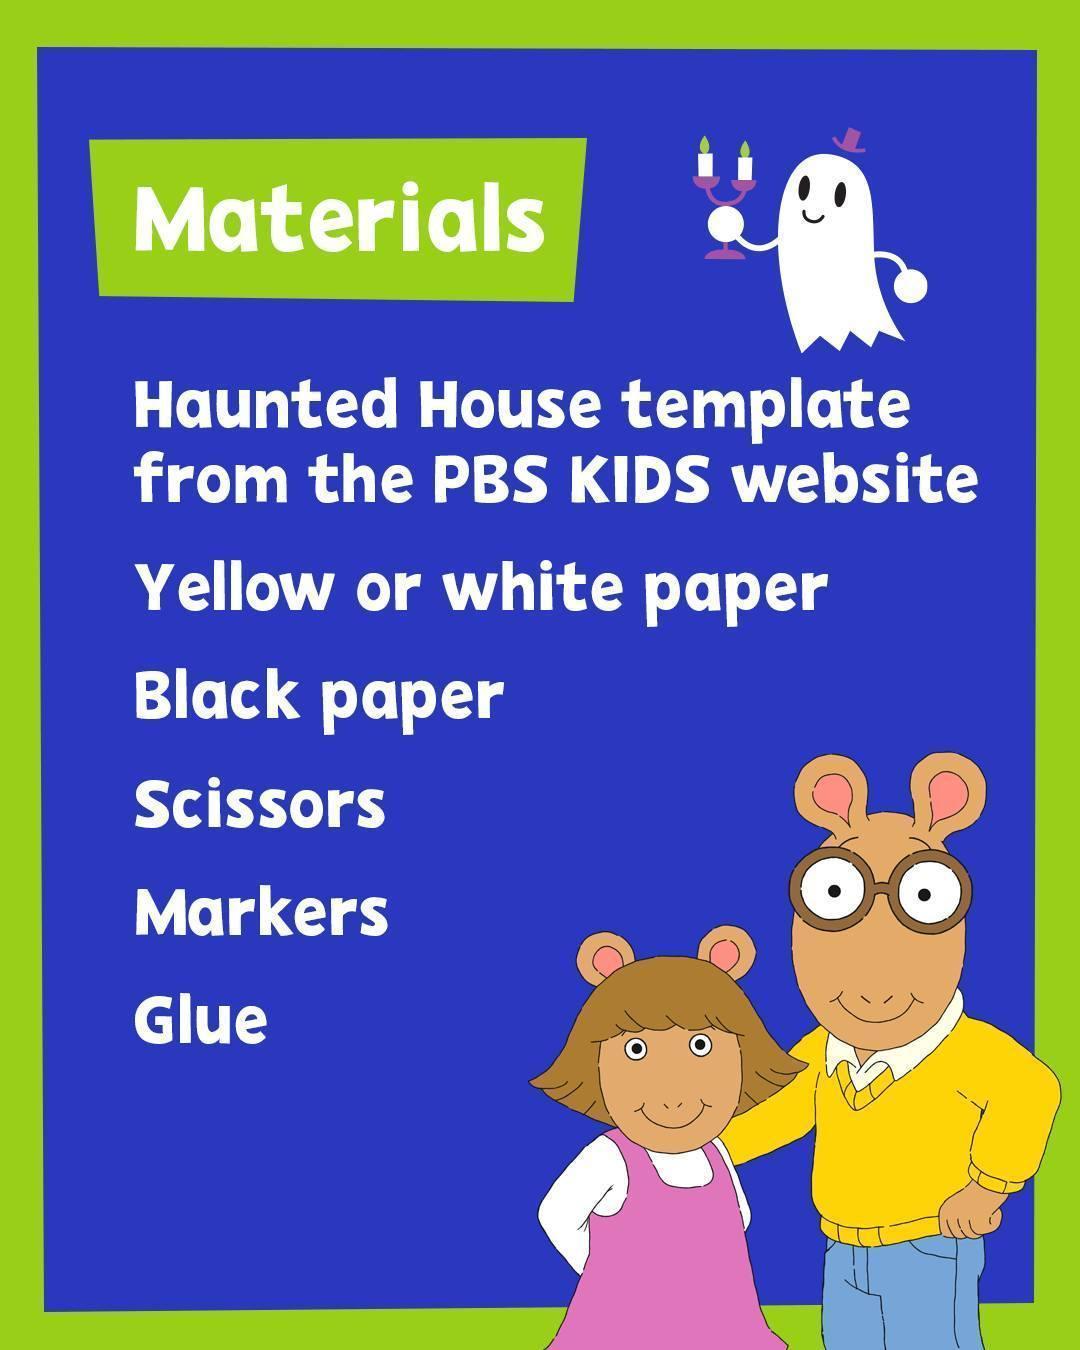 Materials
Haunted House template
from the PBS KIDS website
Yellow or white paper
Black paper
Scissors
Markers
Glue